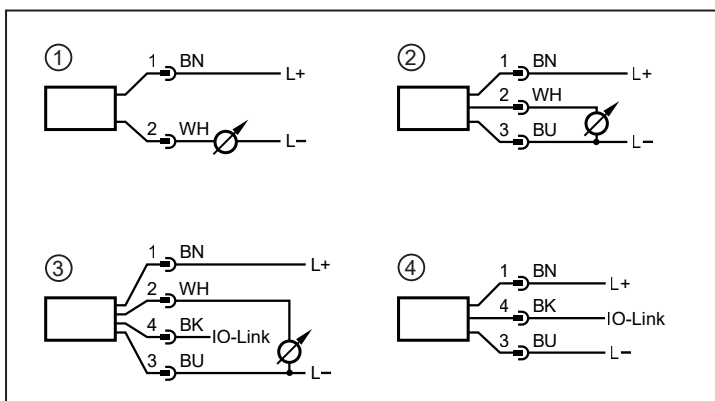 ① ②
1 BN L+
2 WH L–
1 BN L+
2 WH
3 BU L–
③ ④
1 BN L+
2 WH
4 BK IO-Link
3 BU L–
1 BN L+
4 BK IO-Link
3 BU L–